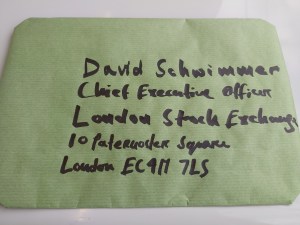 David Schwimmer
Chief Executive Officer
London Stock Exchange
10 Paternoster Square
London EC4M 7LS